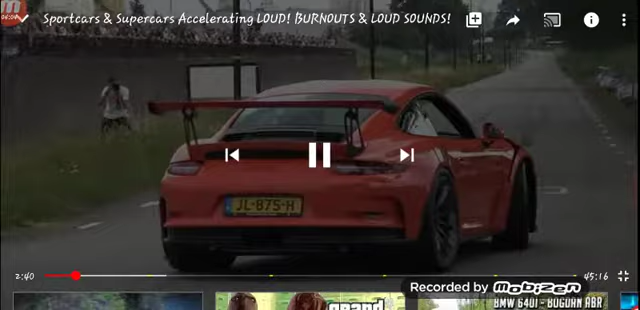 Sportcars & Supercars Accelerating LOUD! BURNOUTS & LOUD SOUNDS!
JL-875-H
2:40
45:16
Recorded by Mobizen
BMW 640I - BOGDAN ABR